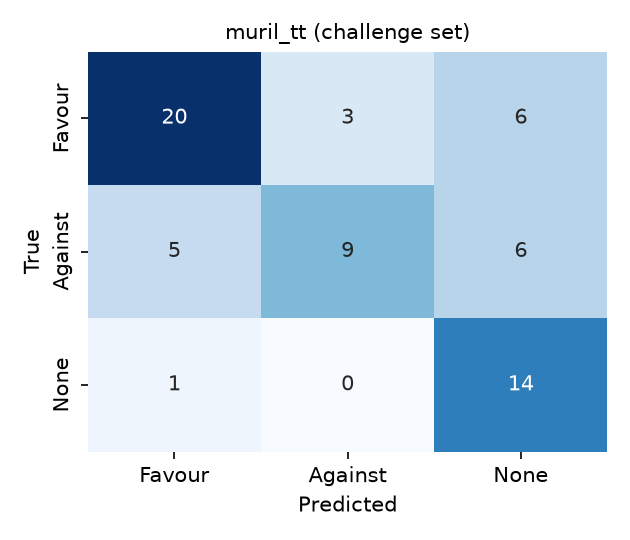 muril_tt (challenge set)
True
Favour
20 3 6
Against
5 9 6
None
1 0 14
Favour Against None
Predicted